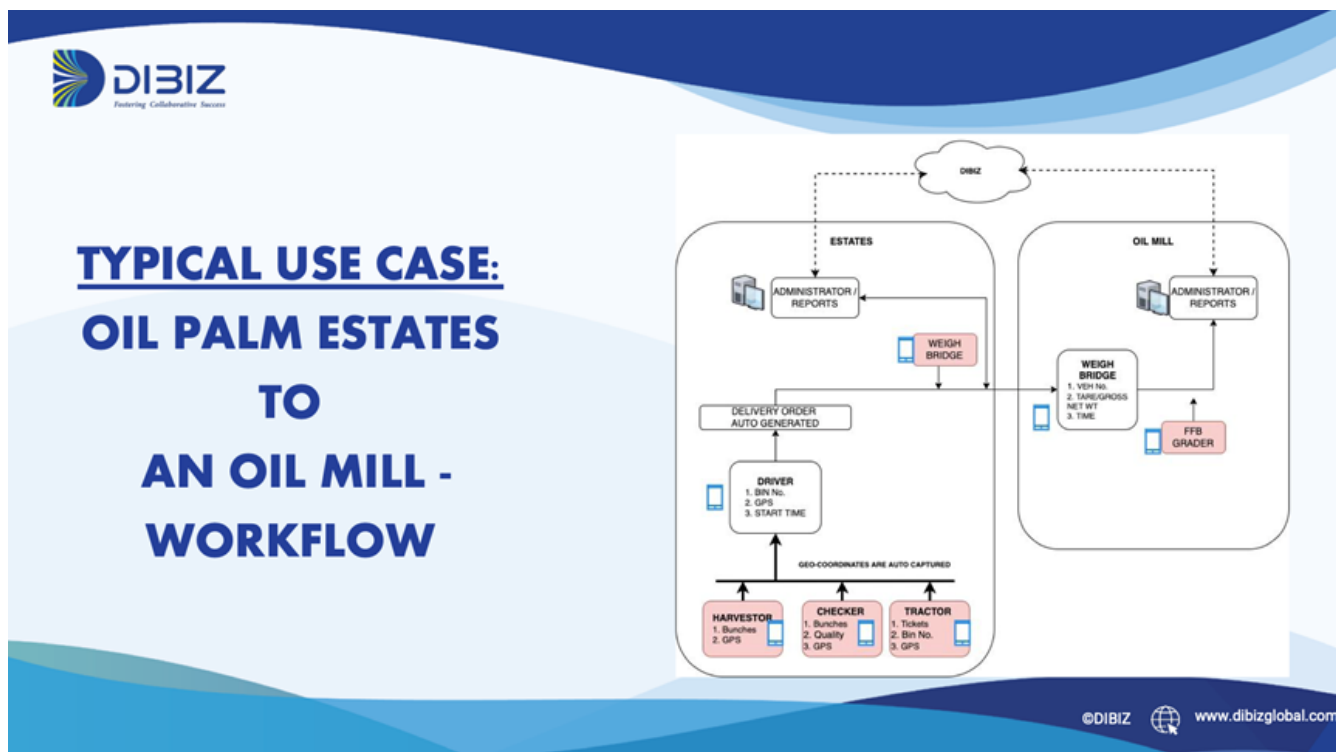 DIBIZ
Fostering Collaborative Success
TYPICAL USE CASE:
OIL PALM ESTATES
TO
AN OIL MILL -
WORKFLOW
DIBIZ
ESTATES
ADMINISTRATOR /
REPORTS
WEIGH
BRIDGE
DELIVERY ORDER
AUTO GENERATED
DRIVER
1. BIN No.
2. GPS
3. START TIME
GEO-COORDINATES ARE AUTO CAPTURED
HARVESTOR
1. Bunches
2. GPS
CHECKER
1. Bunches
2. Quality
3. GPS
TRACTOR
1. Tickets
2. Bin No.
3. GPS
OIL MILL
ADMINISTRATOR /
REPORTS
WEIGH
BRIDGE
1. VEH No.
2. TARE/GROSS
NET WT
3. TIME
FFB
GRADER
©DIBIZ
www.dibizglobal.com